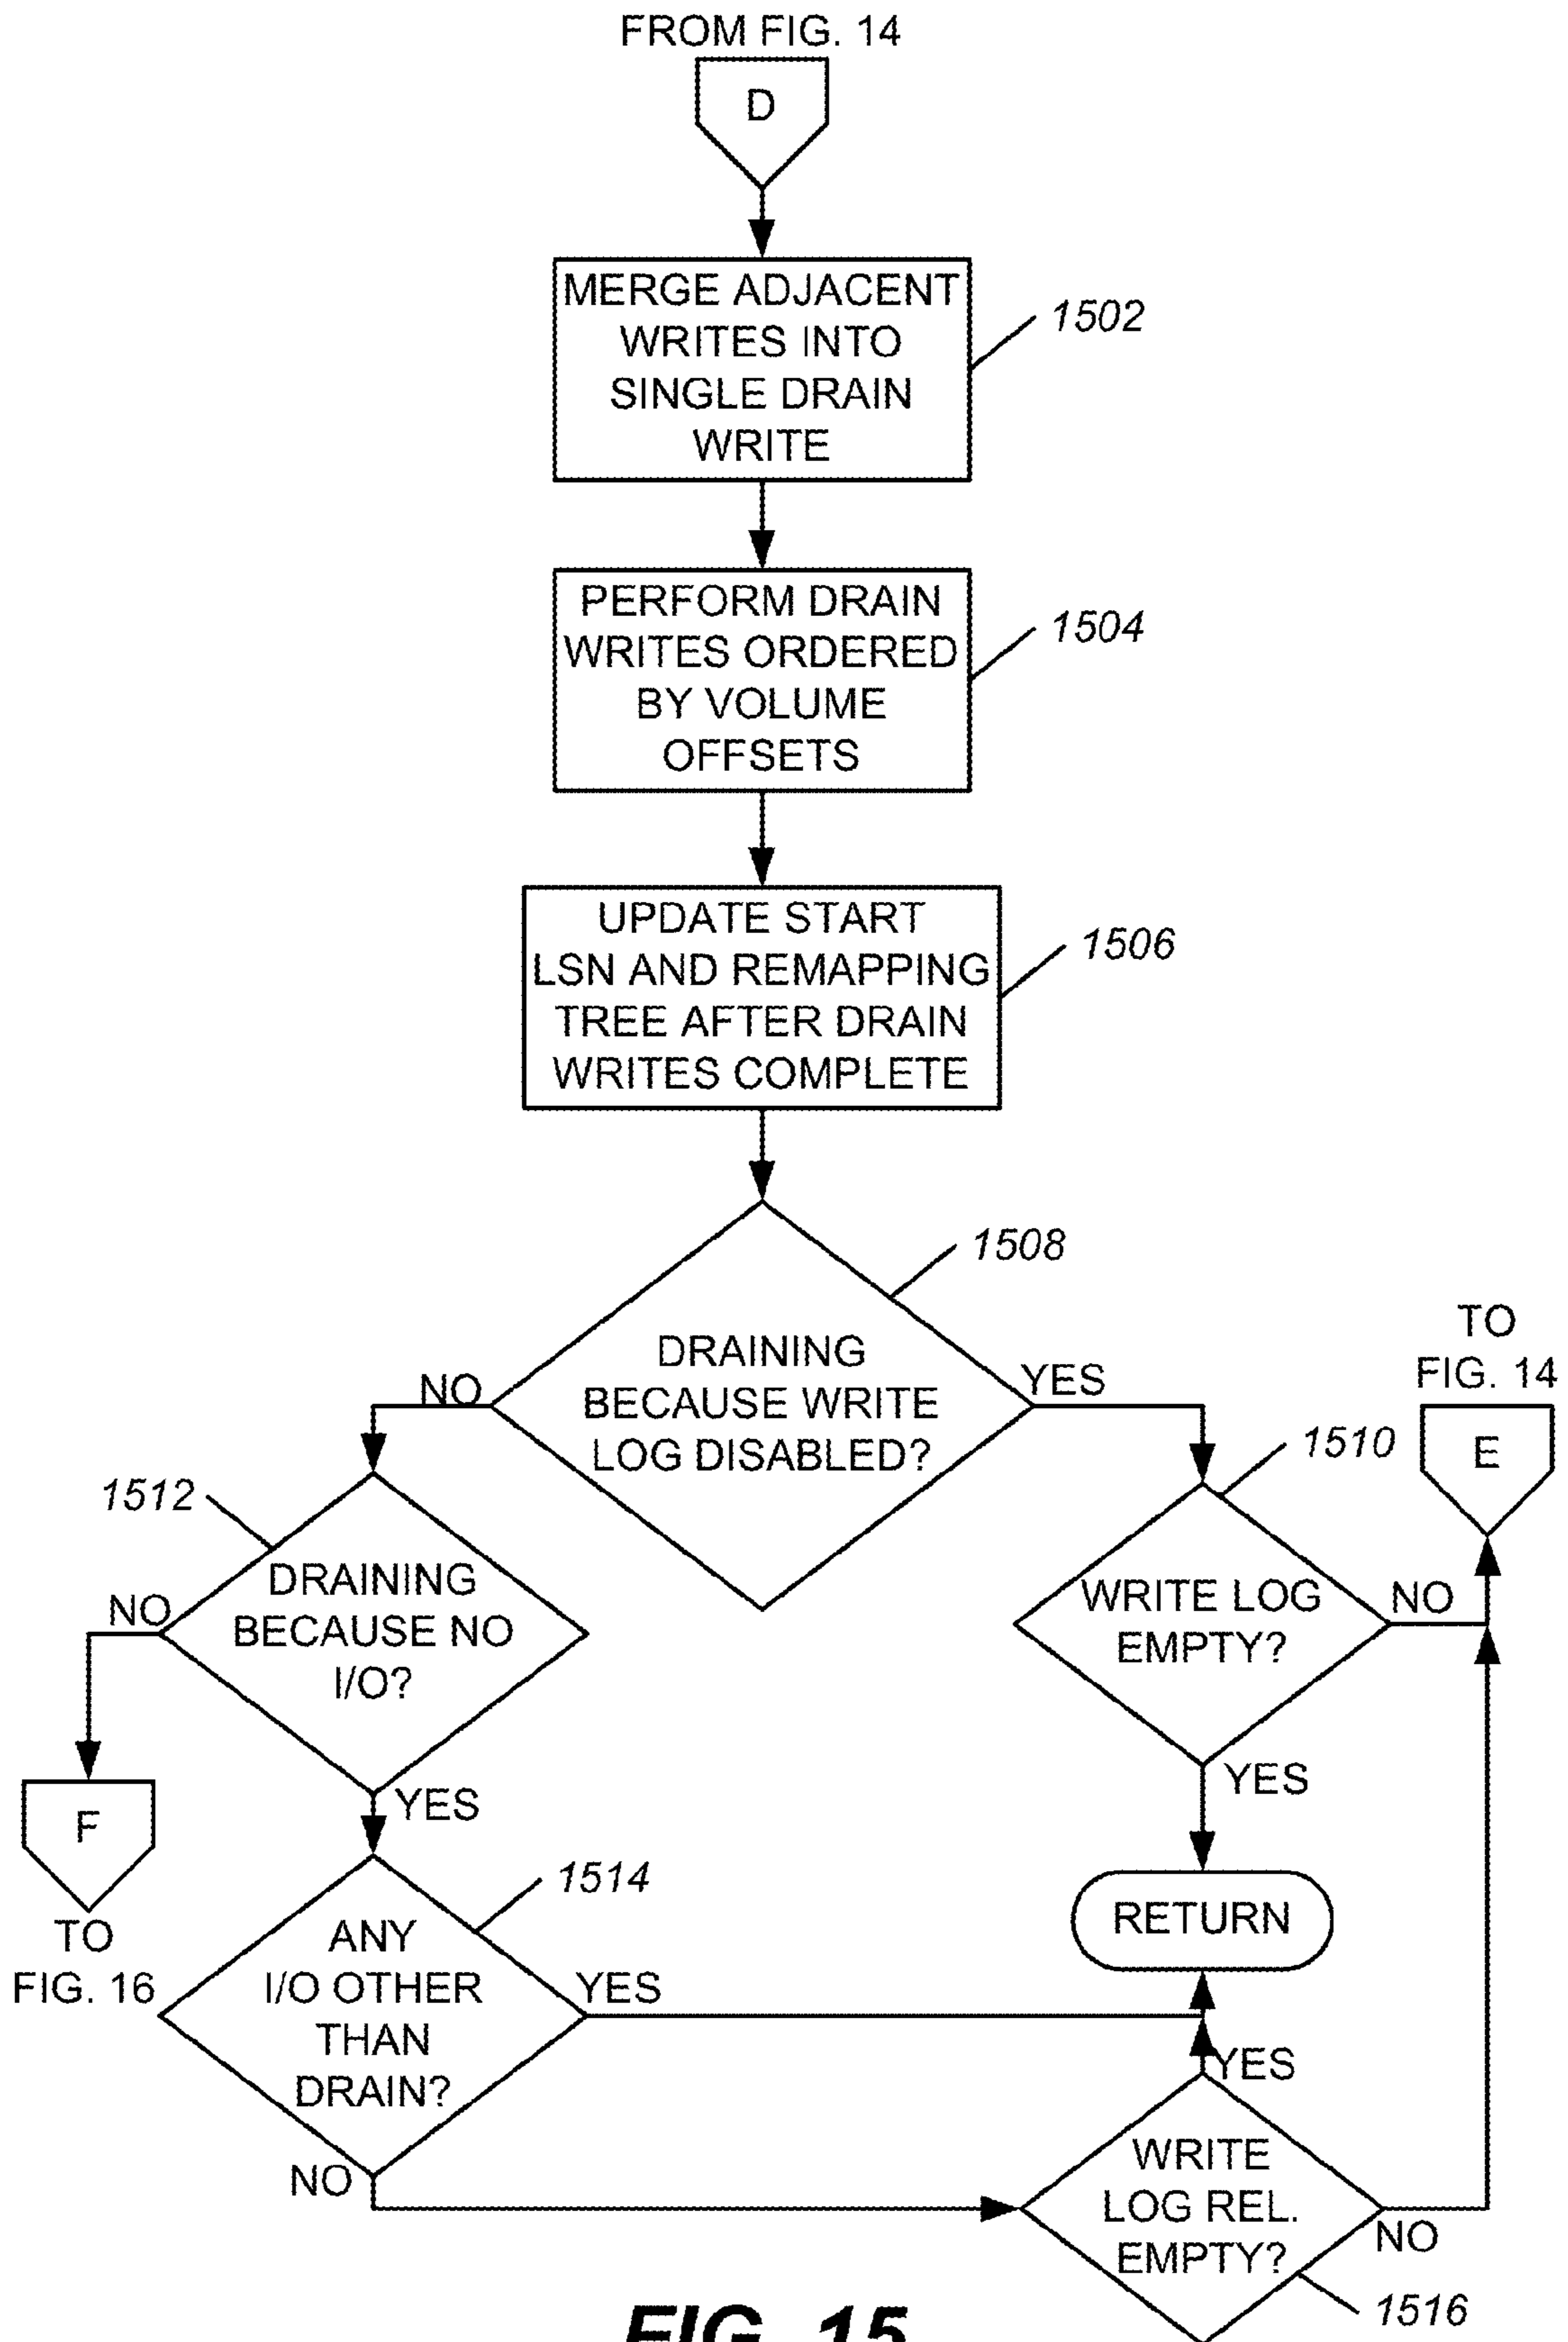 FROM FIG. 14
D
MERGE ADJACENT
WRITES INTO
SINGLE DRAIN
WRITE
1502
PERFORM DRAIN
WRITES ORDERED
BY VOLUME
OFFSETS
1504
UPDATE START
LSN AND REMAPPING
TREE AFTER DRAIN
WRITES COMPLETE
1506
1508
DRAINING
BECAUSE WRITE
LOG DISABLED?
NO
YES
TO
FIG. 14
E
1510
WRITE LOG
EMPTY?
NO
YES
1512
DRAINING
BECAUSE NO
I/O?
NO
YES
F
TO
FIG. 16
1514
ANY
I/O OTHER
THAN
DRAIN?
YES
NO
RETURN
YES
WRITE
LOG REL.
EMPTY?
NO
1516
FIG. 15